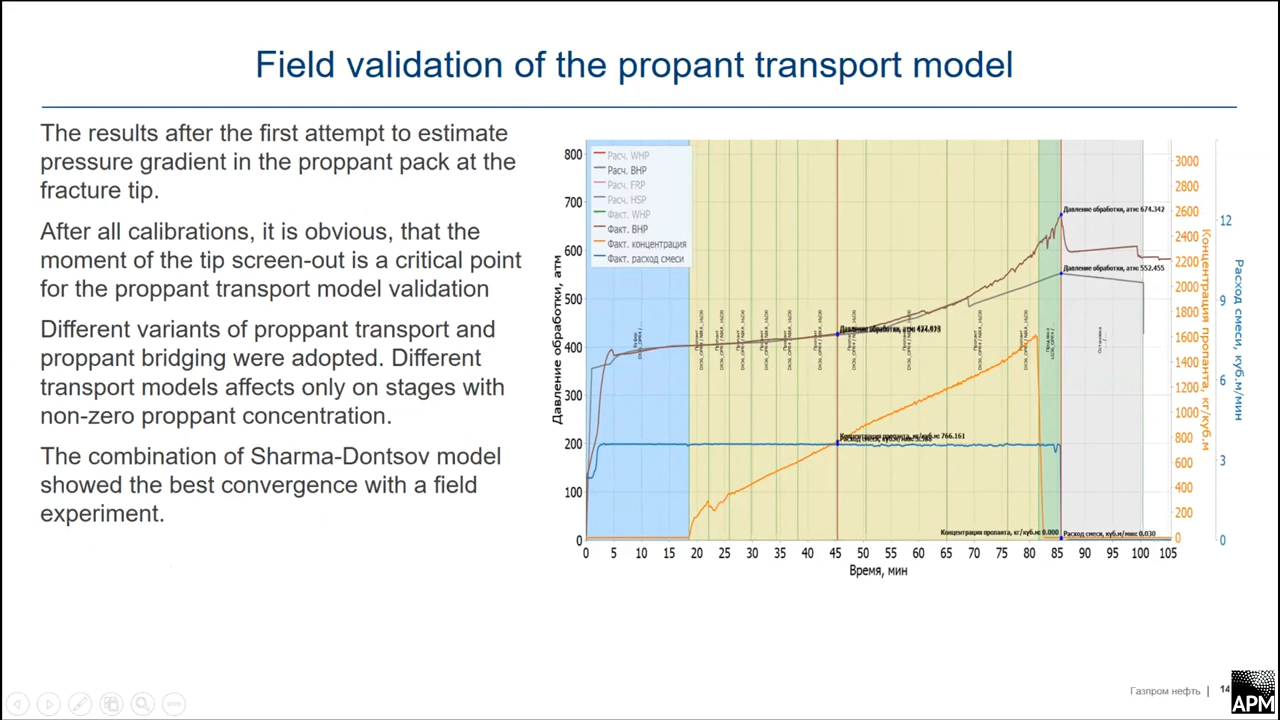 Field validation of the propant transport model
The results after the first attempt to estimate
pressure gradient in the proppant pack at the
fracture tip.
After all calibrations, it is obvious, that the
moment of the tip screen-out is a critical point
for the proppant transport model validation
Different variants of proppant transport and
proppant bridging were adopted. Different
transport models affects only on stages with
non-zero proppant concentration.
The combination of Sharma-Dontsov model
showed the best convergence with a field
experiment.
Давление обработки, атм
800
700
600
500
400
300
200
100
0
Расч. WHP
Расч. BHP
Расч. FRP
Расч. HSP
Факт. WHP
Факт. BHP
Факт. концентрация
Факт. расход смеси
Давление обработки, атм: 674.342
Давление обработки, атм: 552.455
Давление обработки, атм:
Концентрация пропанта, кг/куб.м: 766.161
Расход смеси, куб.м/мин:
Концентрация пропанта, кг/куб.м: 0.000
Расход смеси, куб.м/мин: 0.030
0 5 10 15 20 25 30 35 40 45 50 55 60 65 70 75 80 85 90 95 100 105
Время, мин
3000
2800
2600
2400
2200
2000
1800
1600
1400
1200
1000
800
600
400
200
0
Концентрация пропанта, кг/куб.м
12
9
6
3
0
Расход смеси, куб.м/мин
Газпром нефть | 14
APM